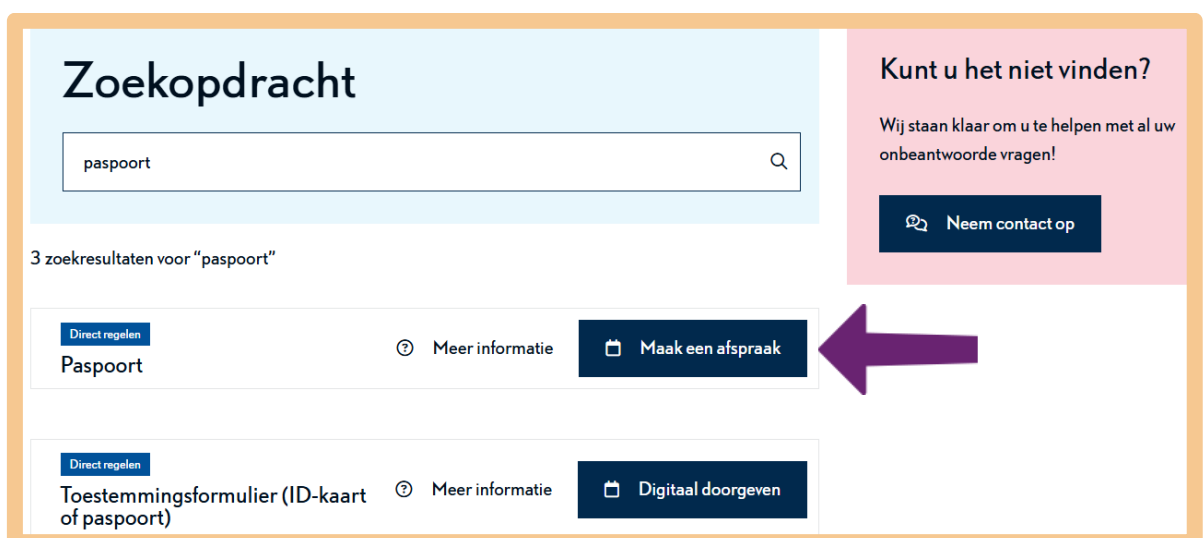 Zoekopdracht
paspoort
3 zoekresultaten voor “paspoort”
Direct regelen
Paspoort
Meer informatie
Maak een afspraak
Direct regelen
Toestemmingsformulier (ID-kaart
of paspoort)
Meer informatie
Digitaal doorgeven
Kunt u het niet vinden?
Wij staan klaar om u te helpen met al uw
onbeantwoorde vragen!
Neem contact op